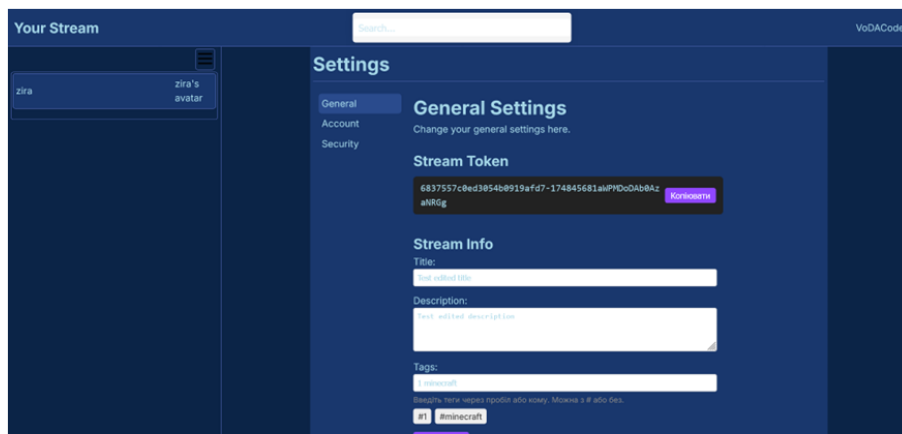 Your Stream
Search...
VoDACode
zira
zira's
avatar
Settings
General
Account
Security
General Settings
Change your general settings here.
Stream Token
6837557c0ed3054b0919afd7-174845681aWPMDoDAb0Az
aNRGg
Копіювати
Stream Info
Title:
Test edited title
Description:
Test edited description
Tags:
1 minecraft
Введіть теги через пробіл або кому. Можна з # або без.
#1
#minecraft